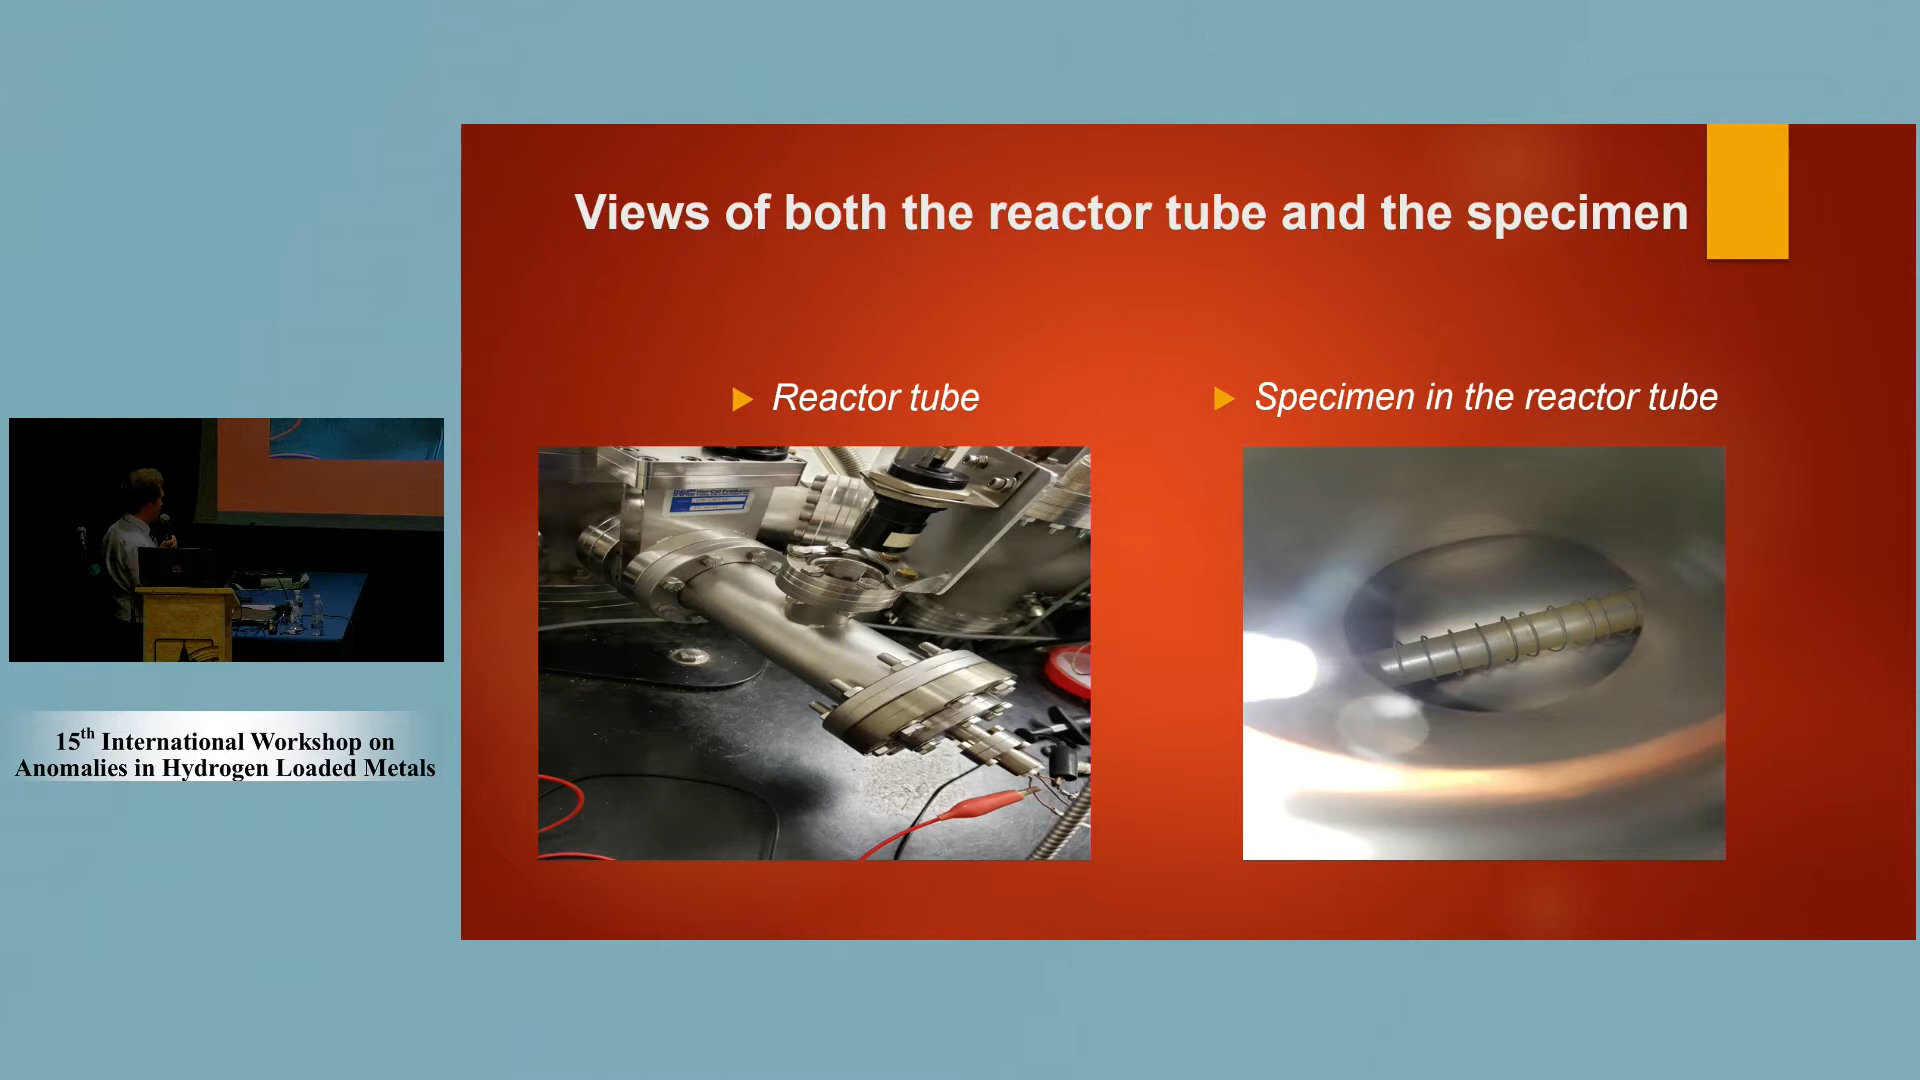 Views of both the reactor tube and the specimen
Reactor tube
Specimen in the reactor tube
15th International Workshop on
Anomalies in Hydrogen Loaded Metals